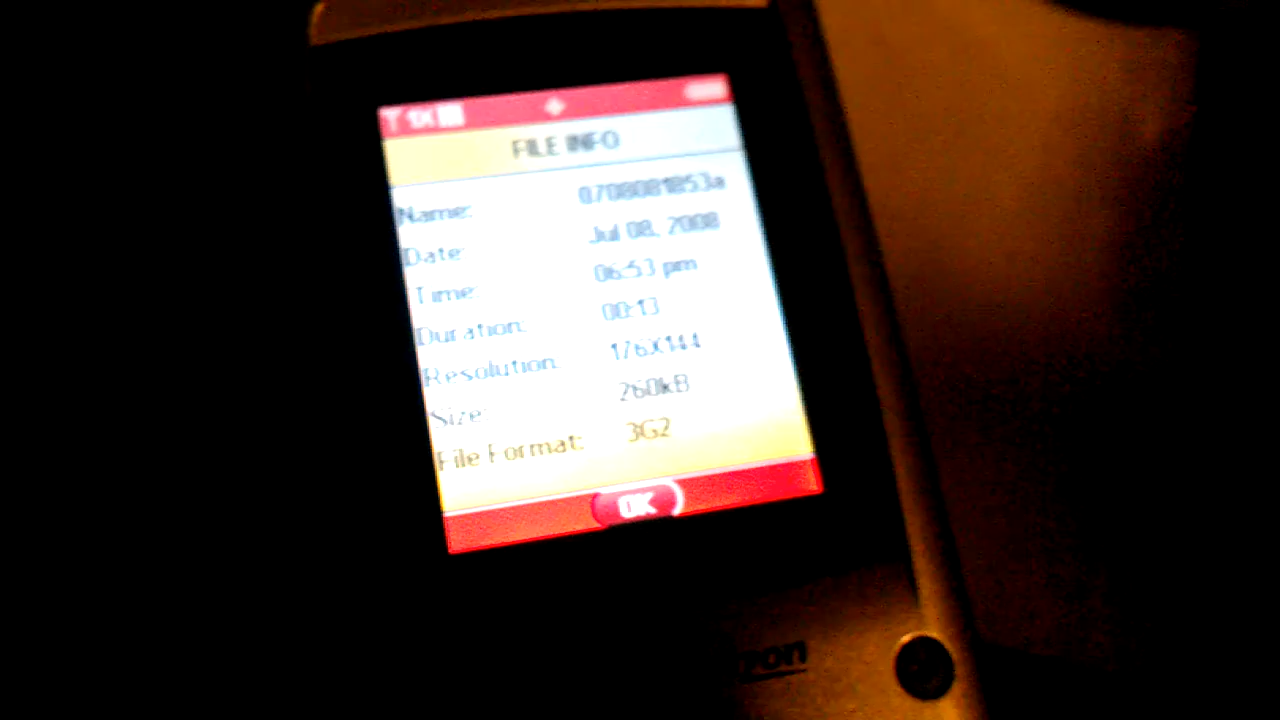 1X
FILE INFO
Name: 0708081853a
Date: Jul 08, 2008
Time: 06:53 pm
Duration: 00:13
Resolution: 176X144
Size: 260kB
File Format: 3G2
OK